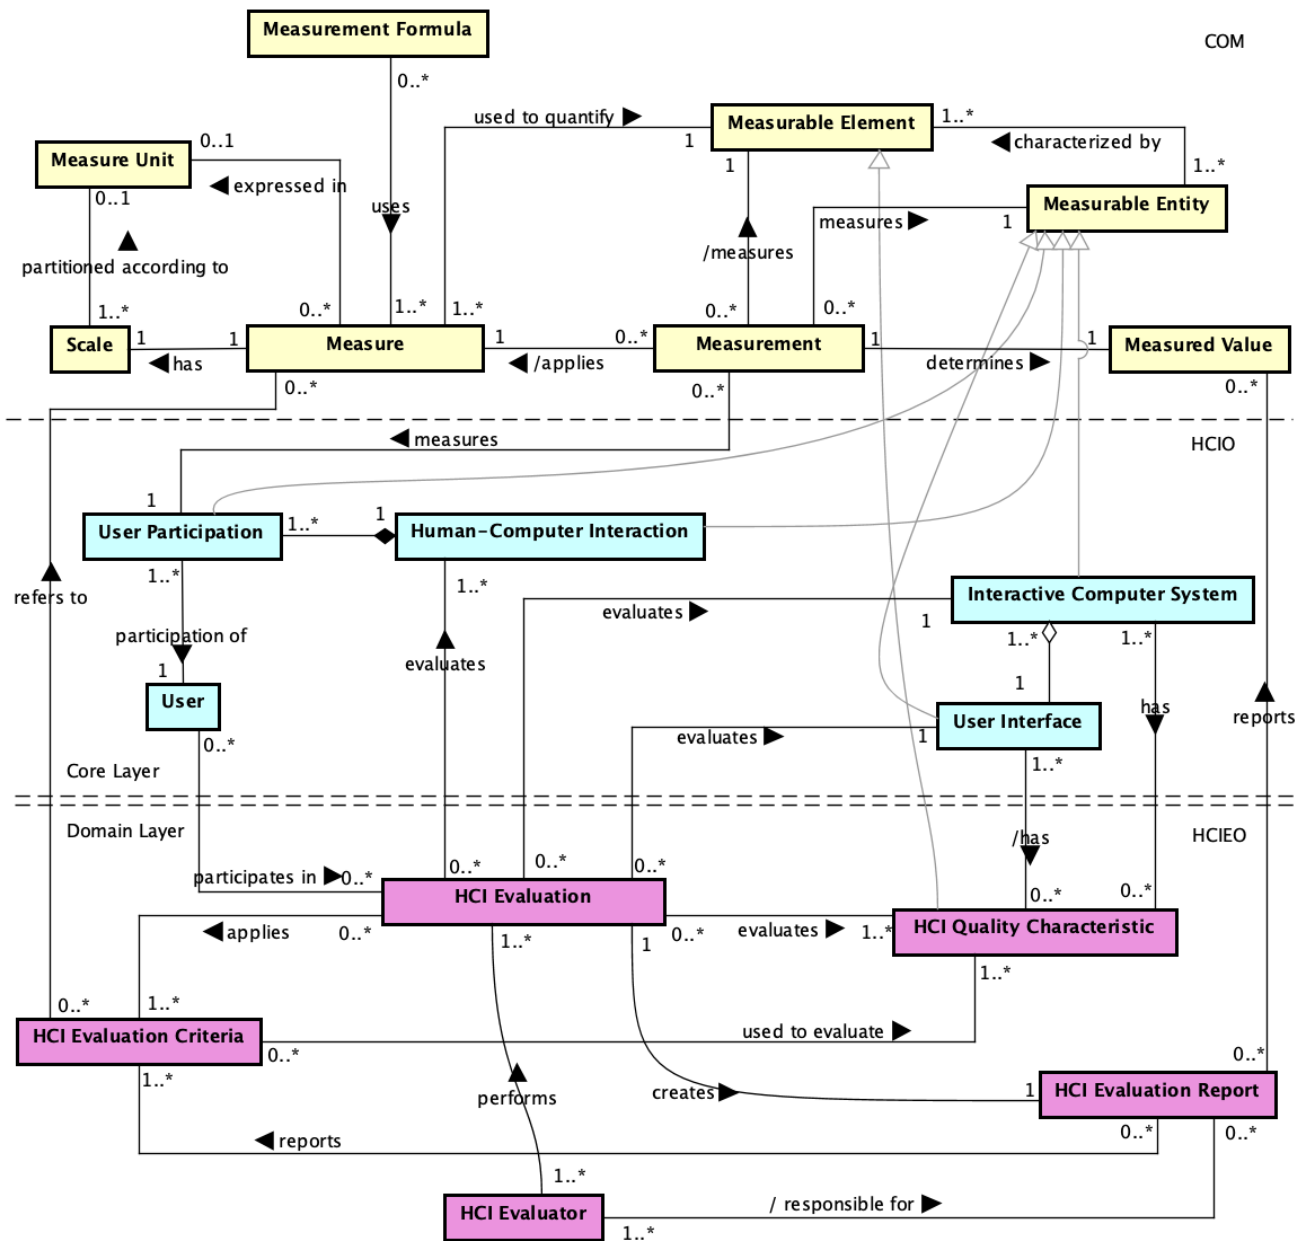 Measurement Formula
COM
0..*
used to quantify
Measurable Element
1..*
1
characterized by
0..1
Measure Unit
1
1..*
expressed in
0..1
uses
Measurable Entity
measures
1
partitioned according to
/measures
1..*
0..*
1..*
1..*
0..*
0..*
Scale
1
1
Measure
1
0..*
Measurement
1
1
Measured Value
has
/applies
determines
0..*
0..*
0..*
measures
HCIO
1
User Participation
1..*
1
Human-Computer Interaction
1..*
1..*
Interactive Computer System
refers to
evaluates
1
participation of
1..*
1..*
1
evaluates
1
User
has
User Interface
reports
0..*
evaluates
1
1..*
Core Layer
Domain Layer
HCIEO
/has
0..*
0..*
0..*
participates in
0..*
HCI Evaluation
0..*
0..*
applies
0..*
1..*
1
0..*
evaluates
1..*
HCI Quality Characteristic
1..*
0..*
1..*
HCI Evaluation Criteria
used to evaluate
0..*
0..*
1..*
performs
creates
1
HCI Evaluation Report
reports
0..*
0..*
1..*
HCI Evaluator
/ responsible for
1..*